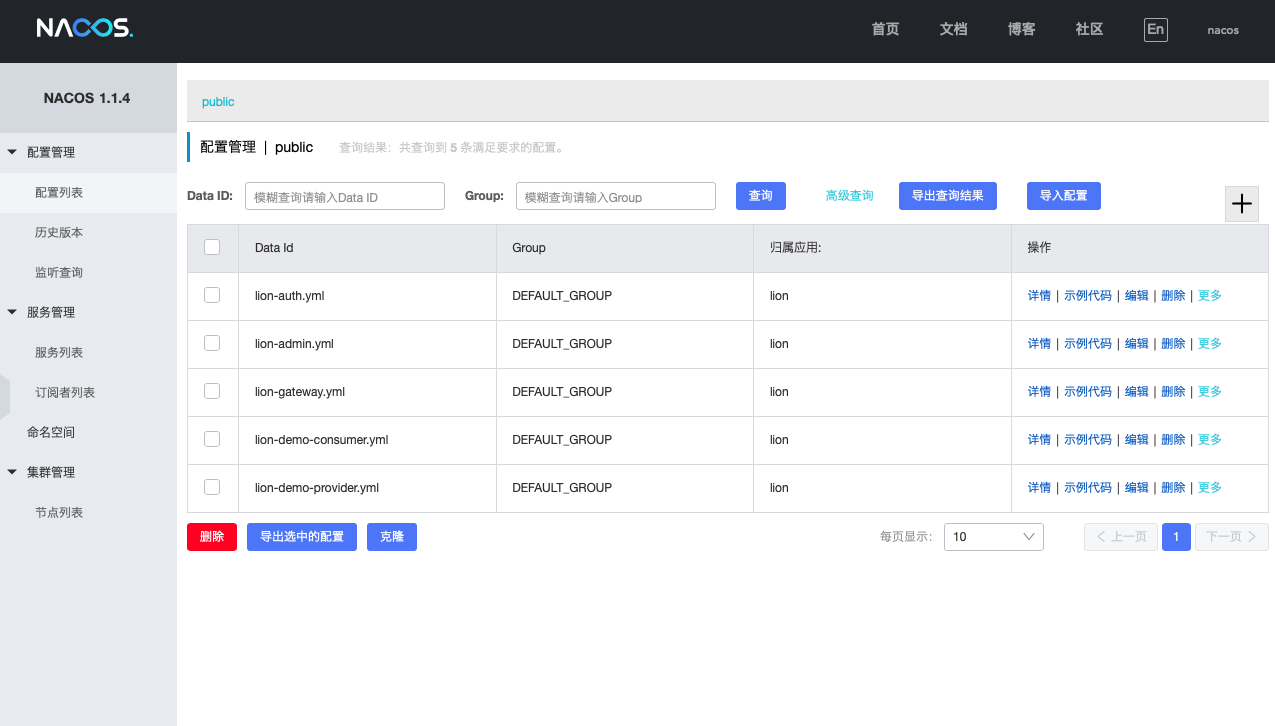 NACOS.
首页 文档 博客 社区 En nacos
NACOS 1.1.4
配置管理
配置列表
历史版本
监听查询
服务管理
服务列表
订阅者列表
命名空间
集群管理
节点列表
public
配置管理 | public 查询结果：共查询到 5 条满足要求的配置。
Data ID: 模糊查询请输入Data ID Group: 模糊查询请输入Group 查询 高级查询 导出查询结果 导入配置
Data Id Group 归属应用: 操作
lion-auth.yml DEFAULT_GROUP lion 详情 | 示例代码 | 编辑 | 删除 | 更多
lion-admin.yml DEFAULT_GROUP lion 详情 | 示例代码 | 编辑 | 删除 | 更多
lion-gateway.yml DEFAULT_GROUP lion 详情 | 示例代码 | 编辑 | 删除 | 更多
lion-demo-consumer.yml DEFAULT_GROUP lion 详情 | 示例代码 | 编辑 | 删除 | 更多
lion-demo-provider.yml DEFAULT_GROUP lion 详情 | 示例代码 | 编辑 | 删除 | 更多
删除 导出选中的配置 克隆 每页显示: 10 上一页 1 下一页